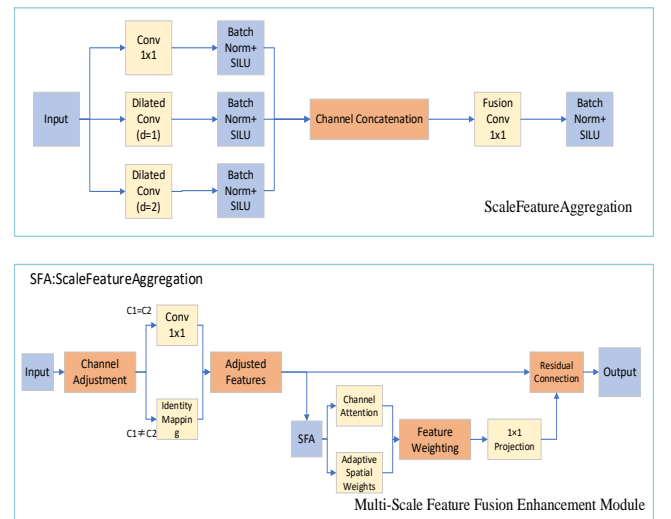 Conv
1x1
Batch
Norm+
SILU
Input
Dilated
Conv
(d=1)
Batch
Norm+
SILU
Channel Concatenation
Fusion
Conv
1x1
Batch
Norm+
SILU
Dilated
Conv
(d=2)
Batch
Norm+
SILU
ScaleFeatureAggregation
SFA:ScaleFeatureAggregation
C1=C2
Conv
1x1
Input
Channel
Adjustment
Adjusted
Features
Residual
Connection
Output
Identity
Mappin
g
C1≠C2
SFA
Channel
Attention
Adaptive
Spatial
Weights
Feature
Weighting
1×1
Projection
Multi-Scale Feature Fusion Enhancement Module